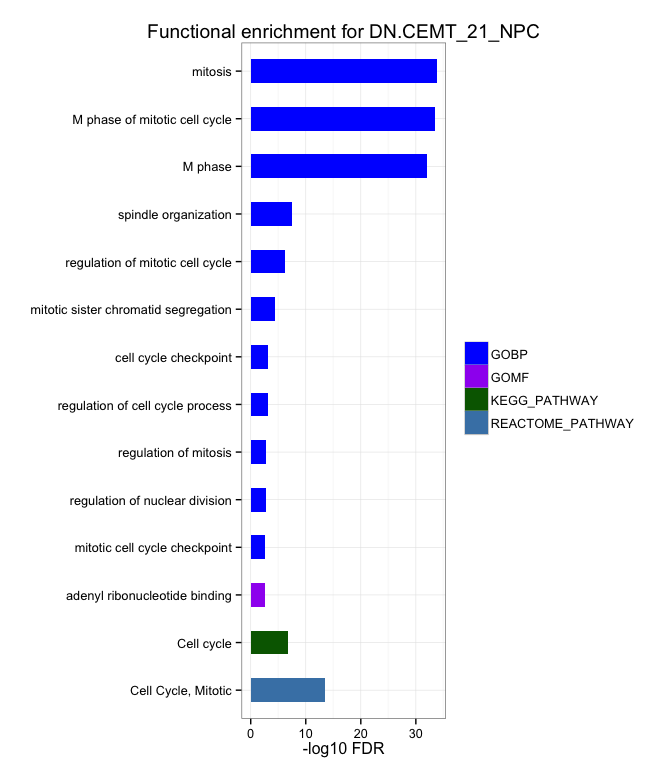 Functional enrichment for DN.CEMT_21_NPC
mitosis
M phase of mitotic cell cycle
M phase
spindle organization
regulation of mitotic cell cycle
mitotic sister chromatid segregation
cell cycle checkpoint
regulation of cell cycle process
regulation of mitosis
regulation of nuclear division
mitotic cell cycle checkpoint
adenyl ribonucleotide binding
Cell cycle
Cell Cycle, Mitotic
0 10 20 30
-log10 FDR
GOBP
GOMF
KEGG_PATHWAY
REACTOME_PATHWAY